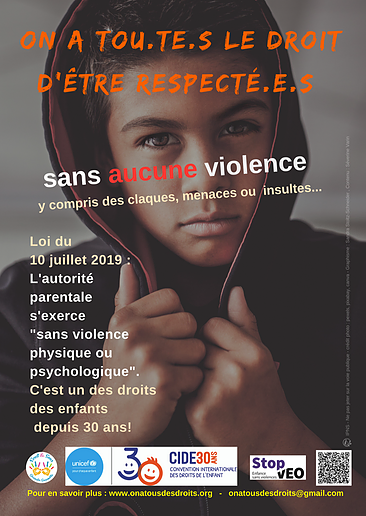 ON A TOU.TE.S LE DROIT
D'ÊTRE RESPECTÉ.E.S
sans aucune violence
y compris des claques, menaces ou insultes...
Loi du
10 juillet 2019 :
L'autorité
parentale
s'exerce
"sans violence
physique ou
psychologique".
C'est un des droits
des enfants
depuis 30 ans!
unicef
30
CIDE30ANS
CONVENTION INTERNATIONALE
DES DROITS DE L'ENFANT
Stop
VEO
Enfance
sans violences
Pour en savoir plus : www.onatousdesdroits.org - onatousdesdroits@gmail.com